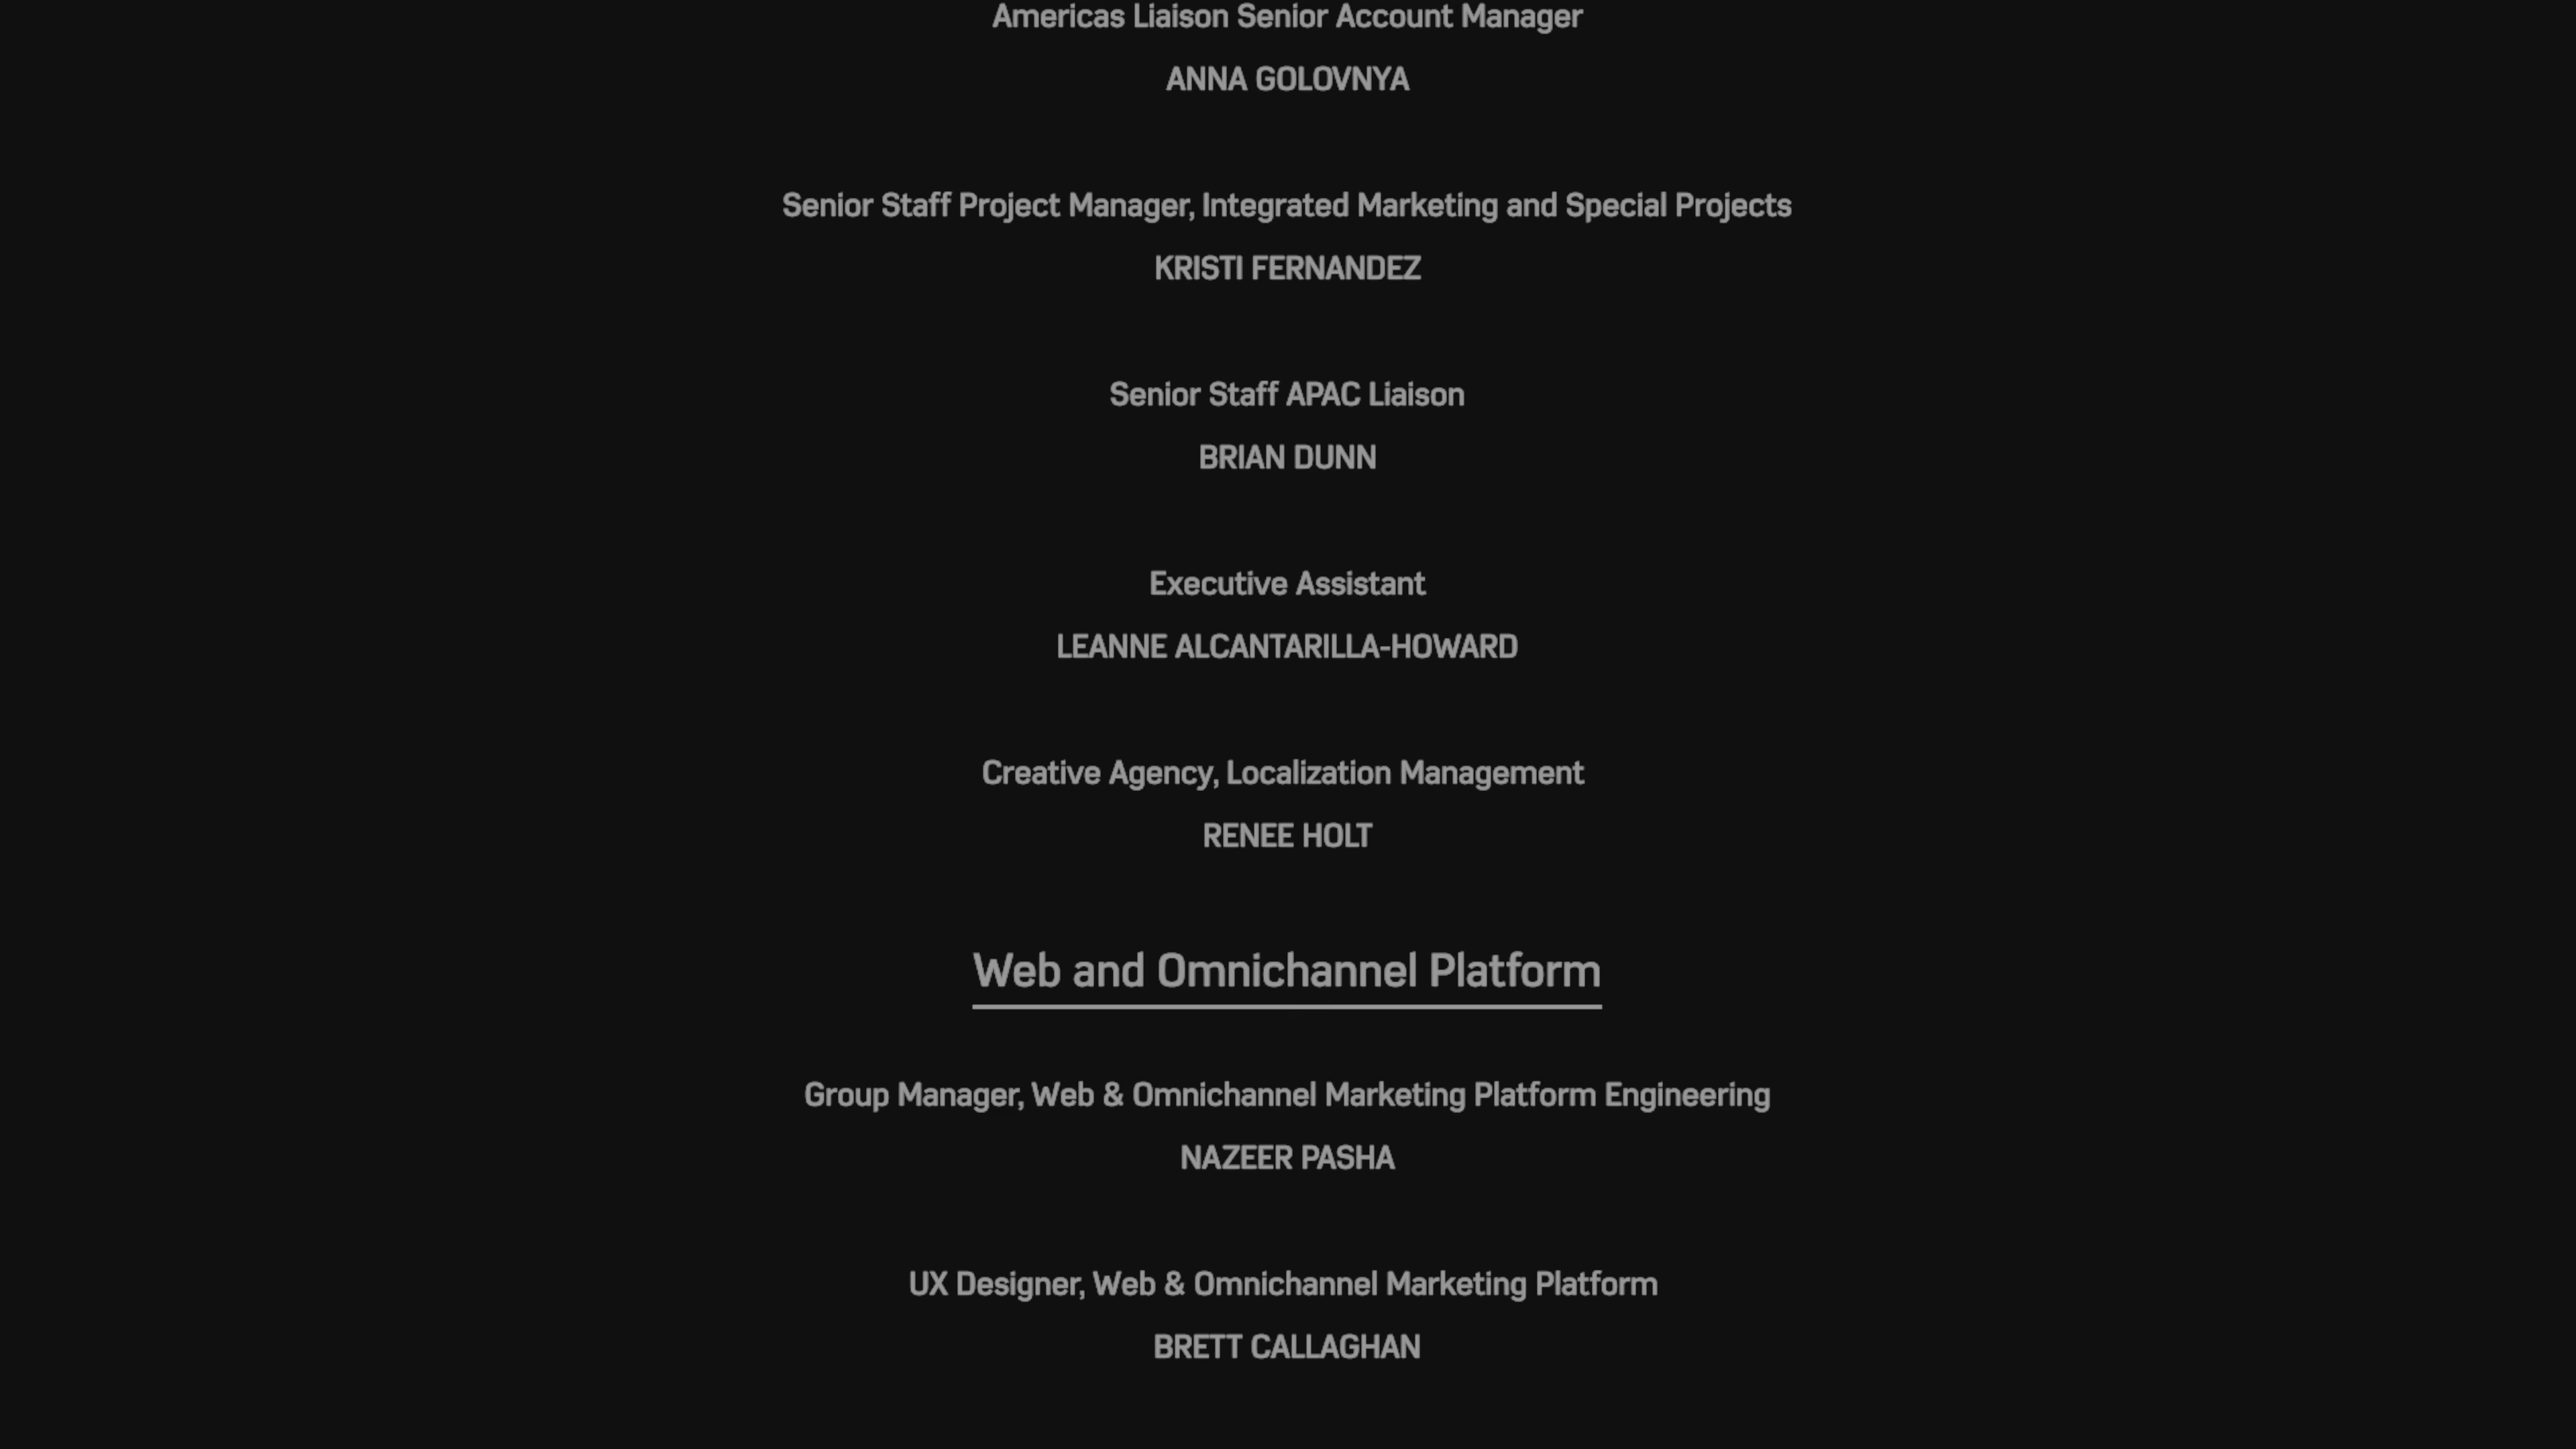 Americas Liaison Senior Account Manager
ANNA GOLOVNYA
Senior Staff Project Manager, Integrated Marketing and Special Projects
KRISTI FERNANDEZ
Senior Staff APAC Liaison
BRIAN DUNN
Executive Assistant
LEANNE ALCANTARILLA-HOWARD
Creative Agency, Localization Management
RENEE HOLT
Web and Omnichannel Platform
Group Manager, Web & Omnichannel Marketing Platform Engineering
NAZEER PASHA
UX Designer, Web & Omnichannel Marketing Platform
BRETT CALLAGHAN